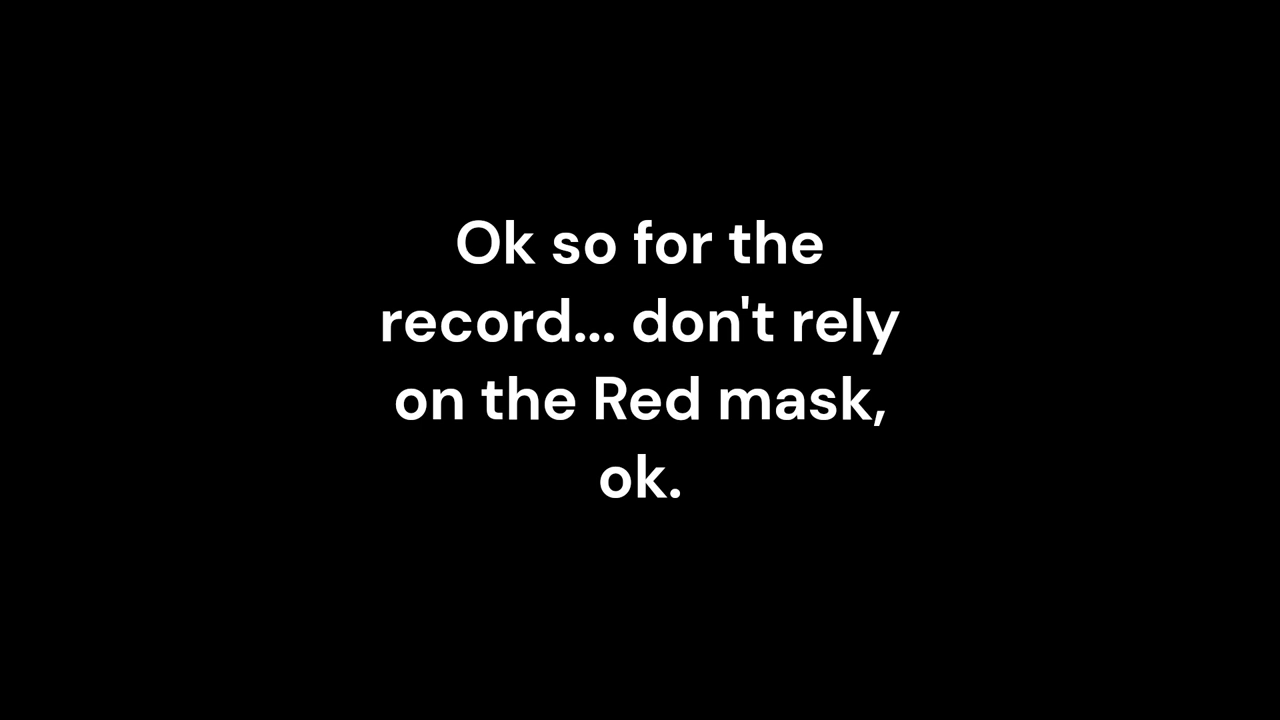 Ok so for the
record... don't rely
on the Red mask,
ok.